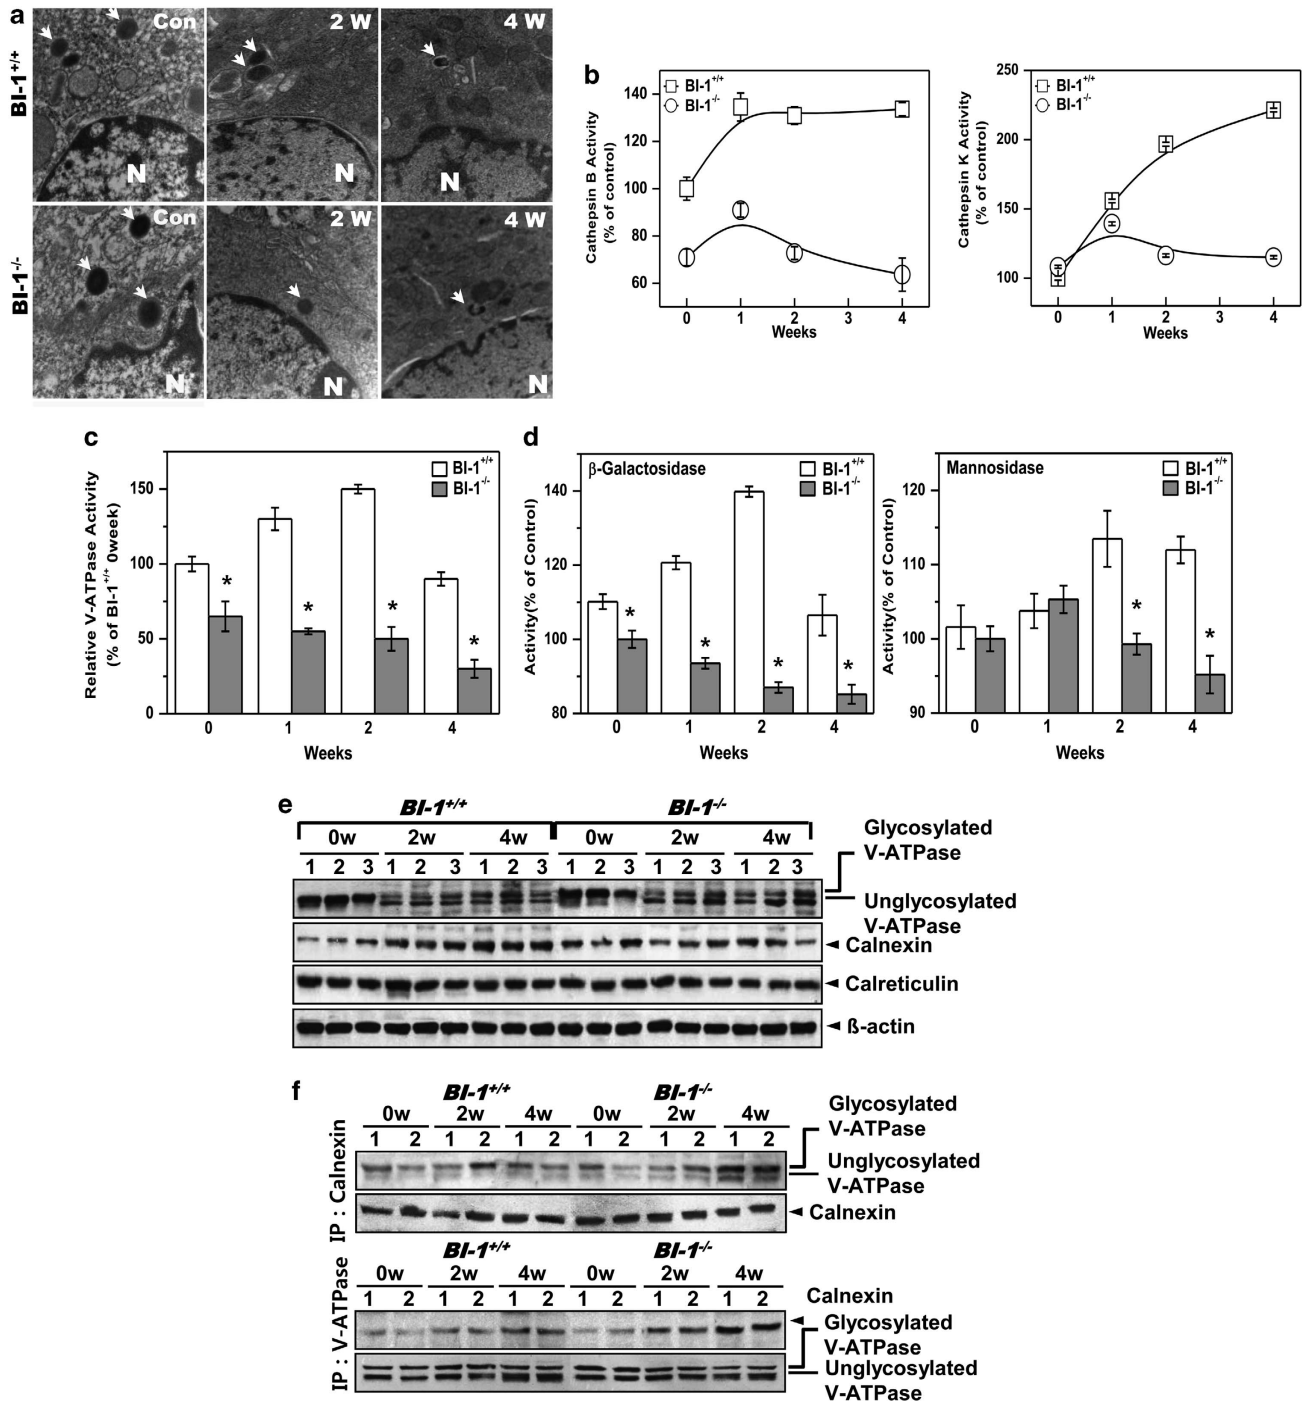 a
BI-1+/+
Con
2 W
4 W
N
N
N
BI-1-/-
Con
2 W
4 W
N
N
N
b
Cathepsin B Activity
(% of control)
140
120
100
80
60
BI-1+/+
BI-1-/-
0 1 2 3 4
Weeks
Cathepsin K Activity
(% of control)
250
200
150
100
BI-1+/+
BI-1-/-
0 1 2 3 4
Weeks
c
Relative V-ATPase Activity
(% of BI-1+/+ 0week)
150
100
50
0
BI-1+/+
BI-1-/-
* * * *
0 1 2 4
Weeks
d
Activity(% of Control)
140
120
100
80
β-Galactosidase
BI-1+/+
BI-1-/-
* * * *
0 1 2 4
Weeks
Activity(% of Control)
120
110
100
90
Mannosidase
BI-1+/+
BI-1-/-
* *
0 1 2 4
Weeks
e
BI-1+/+ BI-1-/-
0w 2w 4w 0w 2w 4w
1 2 3 1 2 3 1 2 3 1 2 3 1 2 3 1 2 3
Glycosylated
V-ATPase
Unglycosylated
V-ATPase
Calnexin
Calreticulin
ß-actin
f
IP : Calnexin
BI-1+/+ BI-1-/-
0w 2w 4w 0w 2w 4w
1 2 1 2 1 2 1 2 1 2 1 2
Glycosylated
V-ATPase
Unglycosylated
V-ATPase
Calnexin
IP : V-ATPase
BI-1+/+ BI-1-/-
0w 2w 4w 0w 2w 4w
1 2 1 2 1 2 1 2 1 2 1 2
Calnexin
Glycosylated
V-ATPase
Unglycosylated
V-ATPase